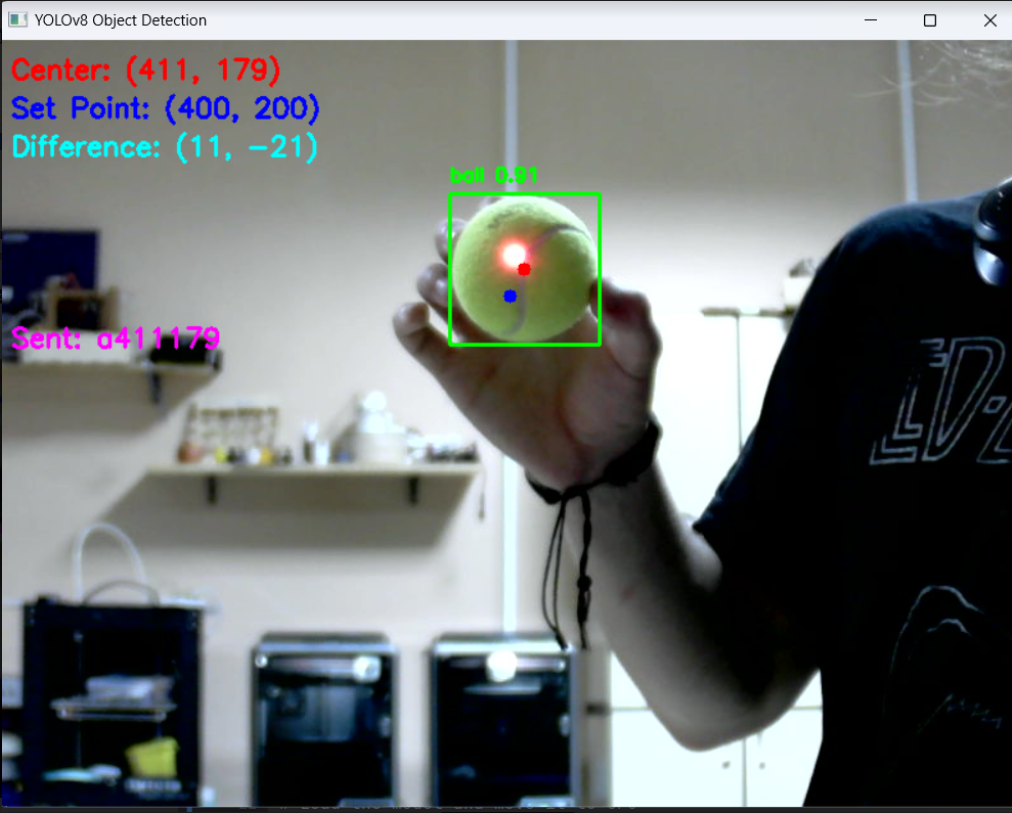 YOLOv8 Object Detection
Center: (411, 179)
Set Point: (400, 200)
Difference: (11, -21)
ball 0.91
Sent: a411179